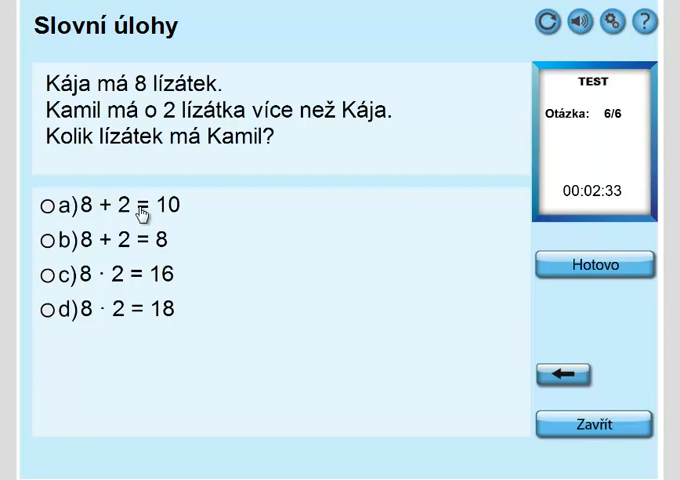 Slovní úlohy
Kája má 8 lízátek.
Kamil má o 2 lízátka více než Kája.
Kolik lízátek má Kamil?
a) 8 + 2 = 10
b) 8 + 2 = 8
c) 8 · 2 = 16
d) 8 · 2 = 18
TEST
Otázka: 6/6
00:02:33
Hotovo
Zavřít